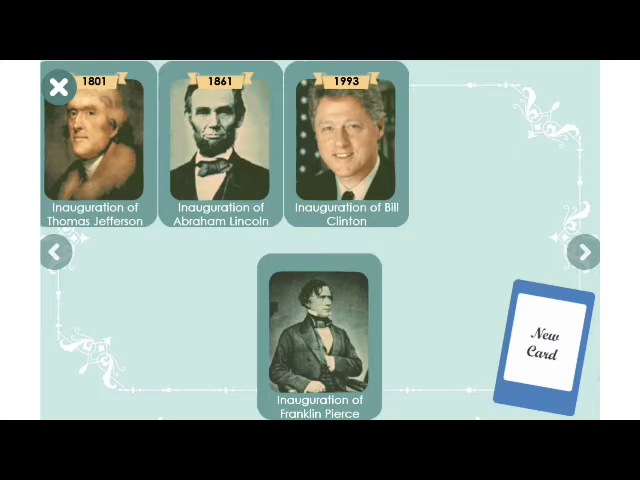 1801
1861
1993
Inauguration of
Thomas Jefferson
Inauguration of
Abraham Lincoln
Inauguration of Bill
Clinton
New
Card
Inauguration of
Franklin Pierce